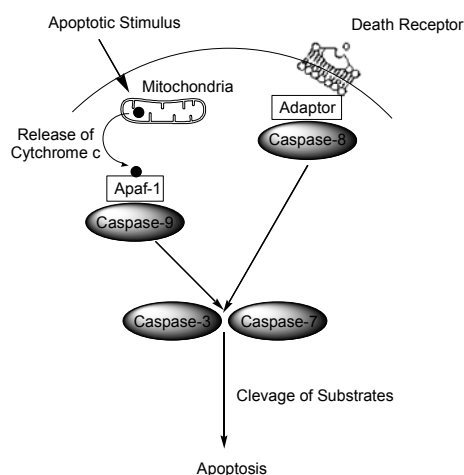 Apoptotic Stimulus
Death Receptor
Mitochondria
Adaptor
Release of
Cytchrome c
Caspase-8
Apaf-1
Caspase-9
Caspase-3
Caspase-7
Clevage of Substrates
Apoptosis